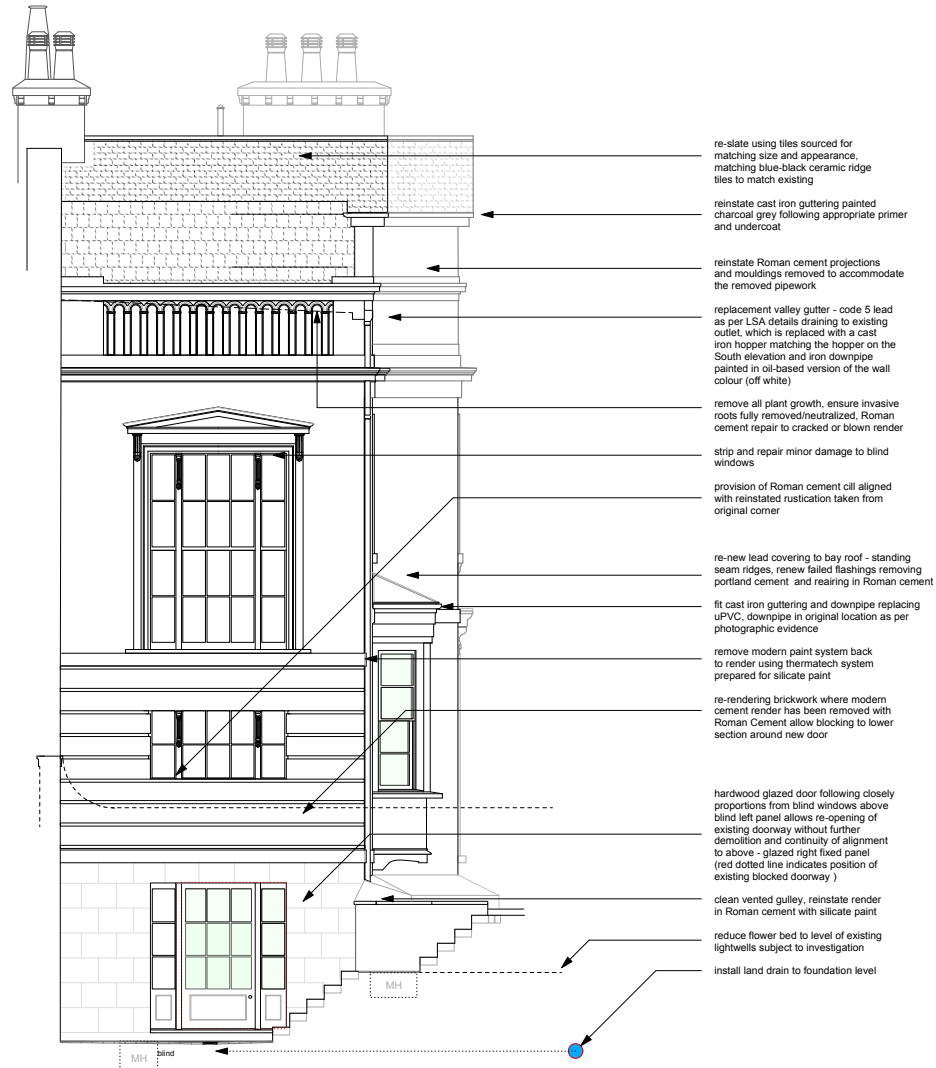 re-slate using tiles sourced for
matching size and appearance,
matching blue-black ceramic ridge
tiles to match existing
reinstate cast iron guttering painted
charcoal grey following appropriate primer
and undercoat
reinstate Roman cement projections
and mouldings removed to accommodate
the removed pipework
replacement valley gutter - code 5 lead
as per LSA details draining to existing
outlet, which is replaced with a cast
iron hopper matching the hopper on the
South elevation and iron downpipe
painted in oil-based version of the wall
colour (off white)
remove all plant growth, ensure invasive
roots fully removed/neutralized, Roman
cement repair to cracked or blown render
strip and repair minor damage to blind
windows
provision of Roman cement cill aligned
with reinstated rustication taken from
original corner
re-new lead covering to bay roof - standing
seam ridges, renew failed flashings removing
portland cement and rearing in Roman cement
fit cast iron guttering and downpipe replacing
uPVC, downpipe in original location as per
photographic evidence
remove modern paint system back
to render using thermatech system
prepared for silicate paint
re-rendering brickwork where modern
cement render has been removed with
Roman Cement allow blocking to lower
section around new door
hardwood glazed door following closely
proportions from blind windows above
blind left panel allows re-opening of
existing doorway without further
demolition and continuity of alignment
to above - glazed right fixed panel
(red dotted line indicates position of
existing blocked doorway )
clean vented gulley, reinstate render
in Roman cement with silicate paint
reduce flower bed to level of existing
lightwells subject to investigation
install land drain to foundation level
MH
MH
blind